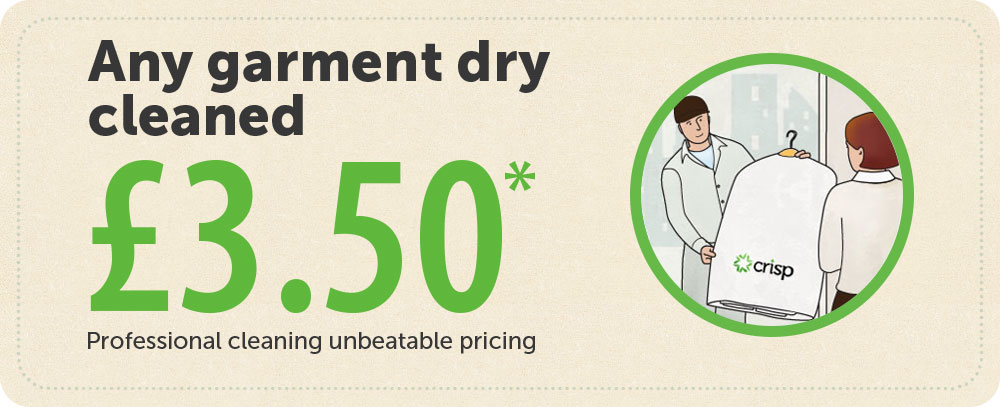 Any garment dry
cleaned
£3.50*
Professional cleaning unbeatable pricing
crisp